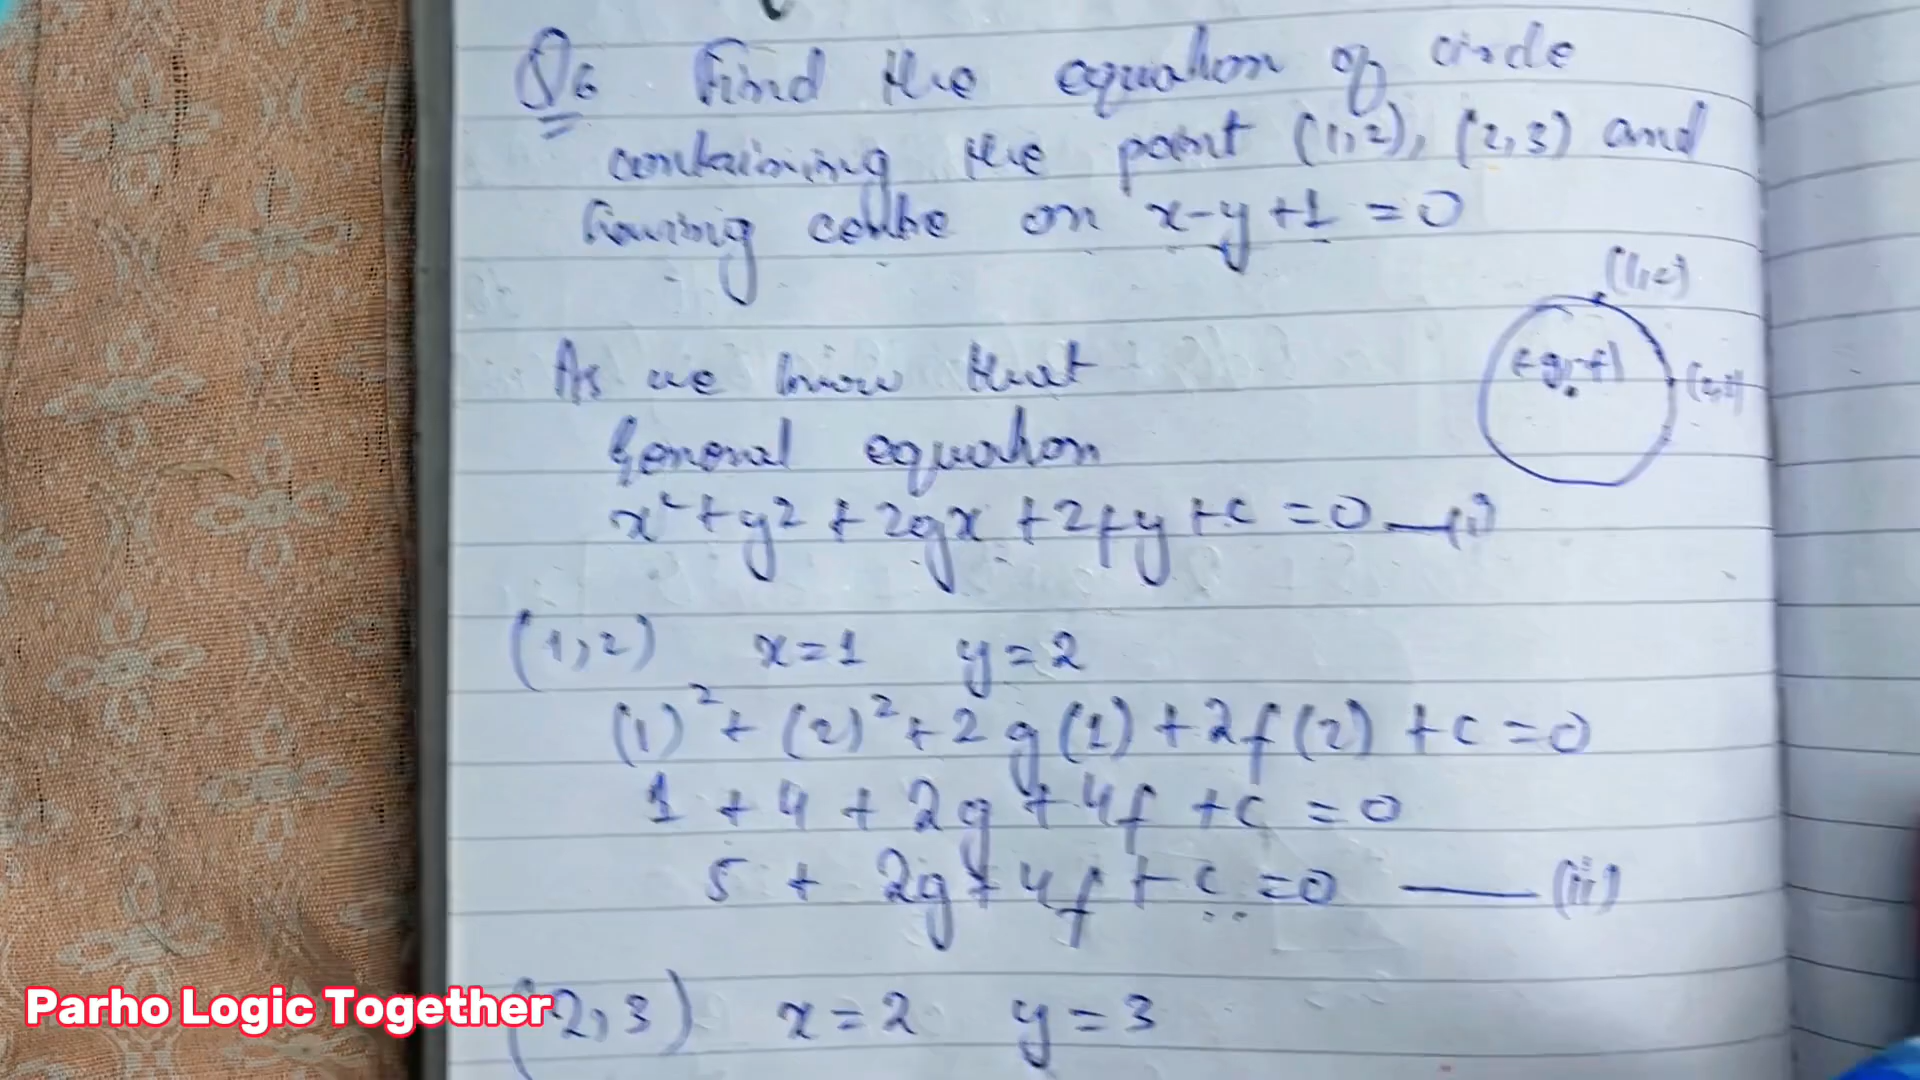 Q6 Find the equation of circle
containing the point (1,2), (2,3) and
having centre on x-y+1=0
(1,2)
(-g,-f)
As we know that
General equation
x²+y2+2gx+2fy+c=0—(i)
(1,2) x=1 y=2
(1)²+(2)²+2g(1)+2f(2)+c=0
1+4+2g+4f+c=0
5+2g+4f+c=0 — (ii)
(2,3) x=2 y=3
Parho Logic Together